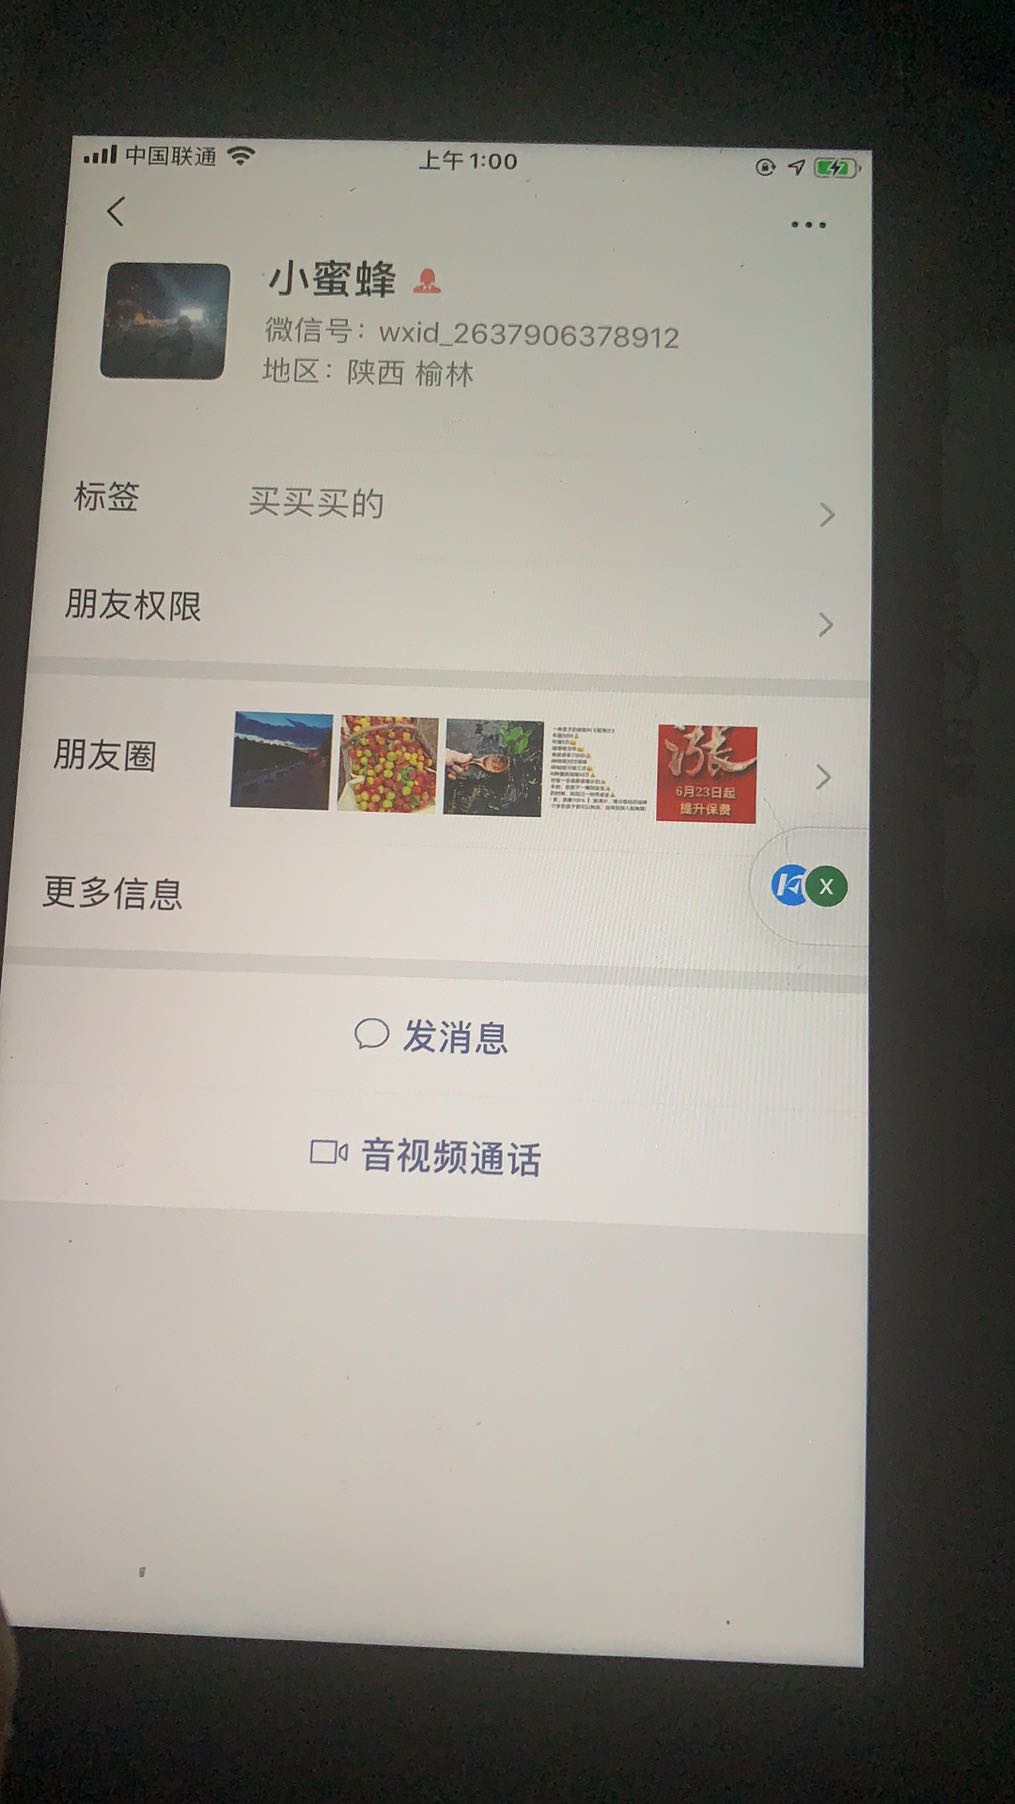 中国联通
上午1:00
小蜜蜂
微信号：wxid_2637906378912
地区：陕西 榆林
标签
买买买的
朋友权限
朋友圈
涨
6月23日起
提升保费
更多信息
X
发消息
音视频通话